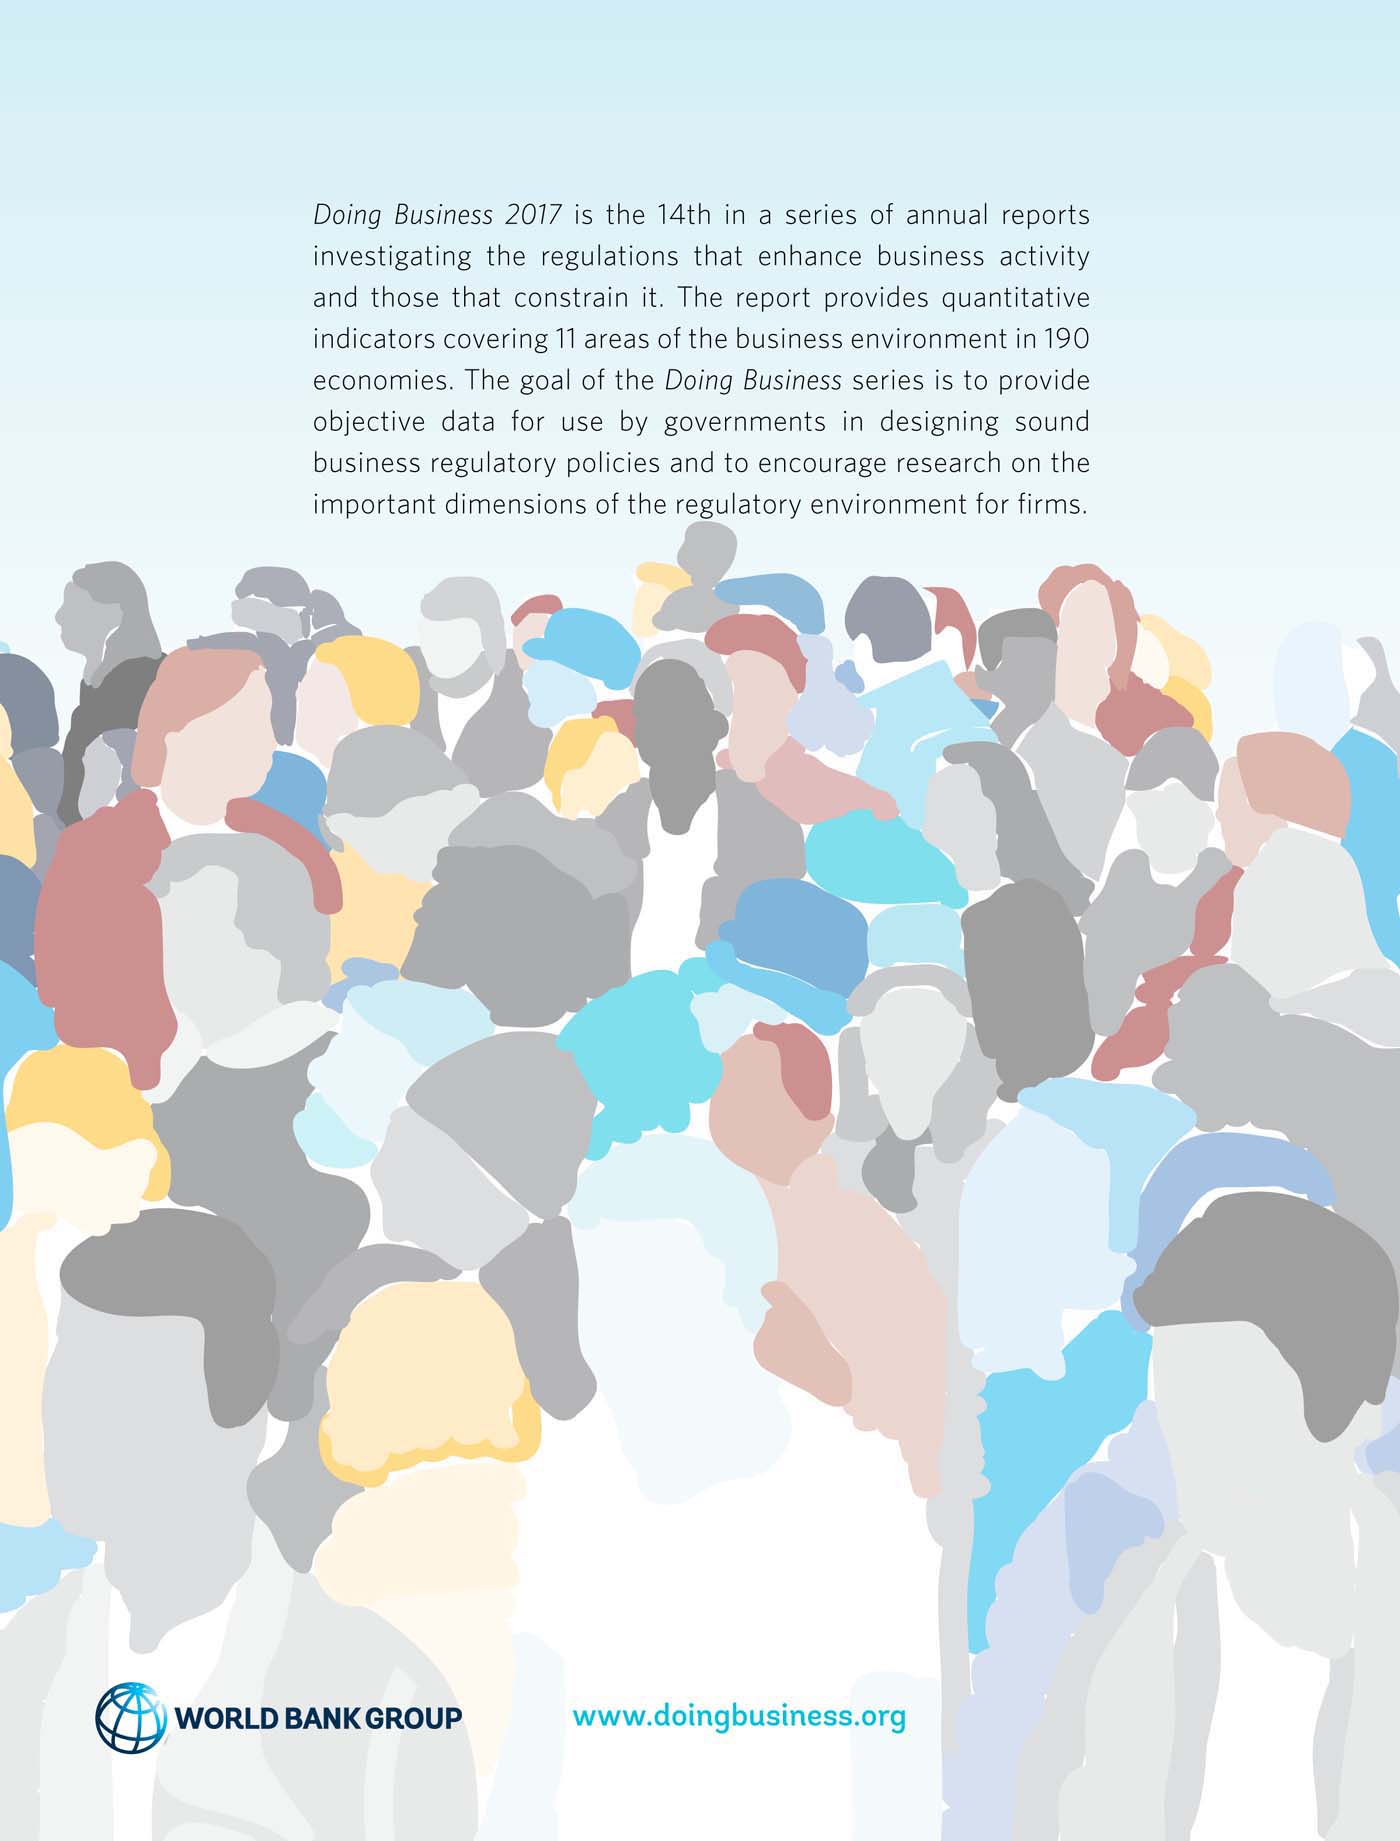 Doing Business 2017 is the 14th in a series of annual reports
investigating the regulations that enhance business activity
and those that constrain it. The report provides quantitative
indicators covering 11 areas of the business environment in 190
economies. The goal of the Doing Business series is to provide
objective data for use by governments in designing sound
business regulatory policies and to encourage research on the
important dimensions of the regulatory environment for firms.
WORLD BANK GROUP
www.doingbusiness.org